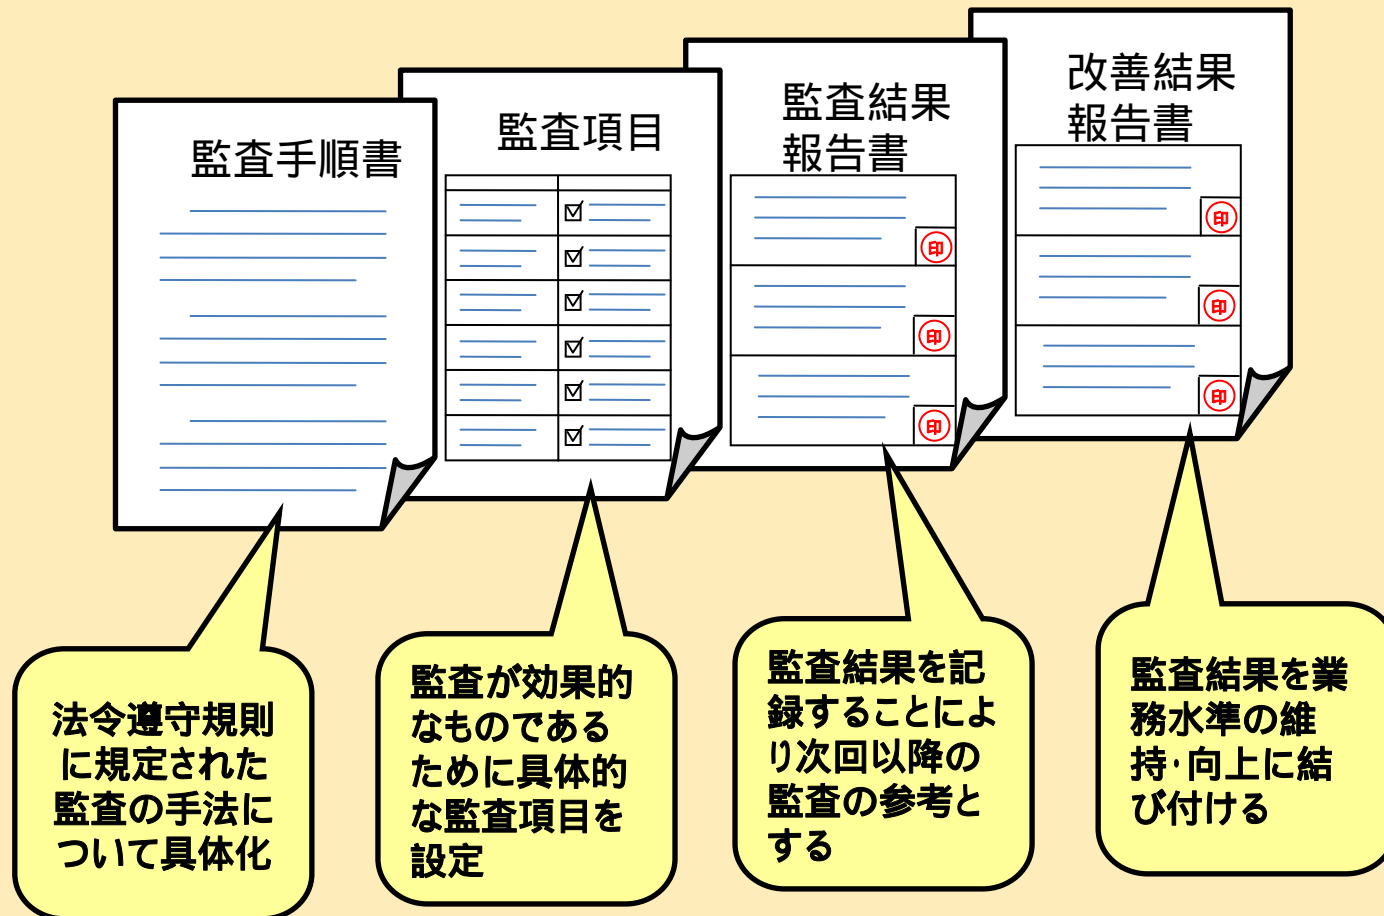 監査手順書
監査項目
監査結果
報告書
印
印
印
改善結果
報告書
印
印
印
法令遵守規則
に規定された
監査の手法に
ついて具体化
監査が効果的
なものである
ために具体的
な監査項目を
設定
監査結果を記
録することによ
り次回以降の
監査の参考と
する
監査結果を業
務水準の維
持・向上に結
び付ける